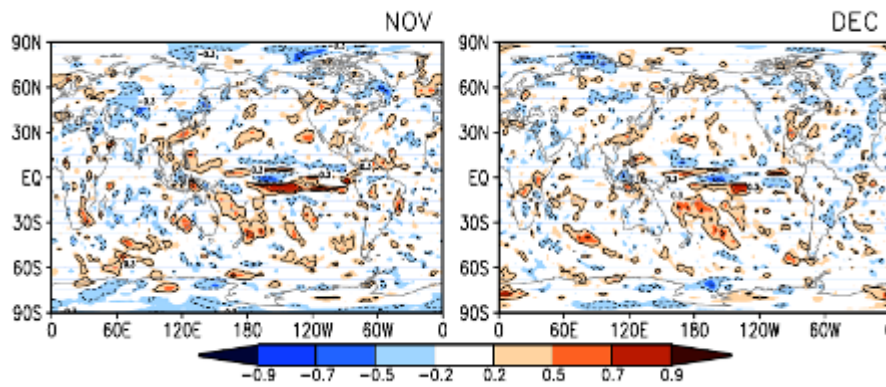 NOV DEC
90N 90N
60N 60N
30N 30N
EQ EQ
30S 30S
60S 60S
90S 90S
0 60E 120E 180 120W 60W 0 0 60E 120E 180 120W 60W 0
-0.9 -0.7 -0.5 -0.2 0.2 0.5 0.7 0.9